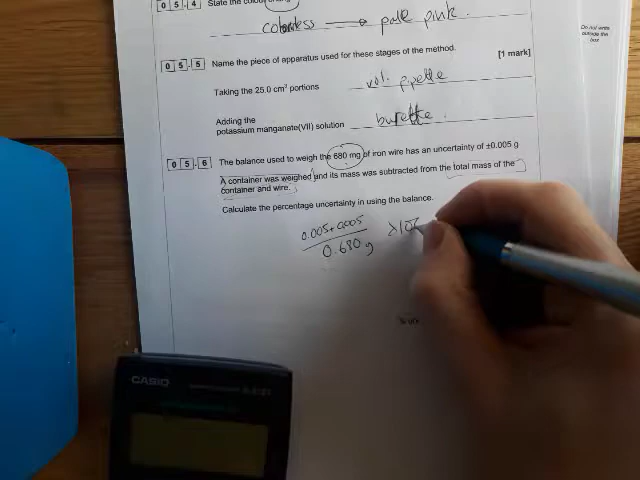 0 5 . 4 State the colour change
colourless → pale pink.
Do not write
outside the
box
0 5 . 5 Name the piece of apparatus used for these stages of the method.
[1 mark]
Taking the 25.0 cm³ portions vol. pipette
Adding the
potassium manganate(VII) solution burette.
0 5 . 6 The balance used to weigh the 680 mg of iron wire has an uncertainty of ±0.005 g
A container was weighed and its mass was subtracted from the total mass of the
container and wire.
Calculate the percentage uncertainty in using the balance.
0.005+0.005 × 100
0.680 g
CASIO